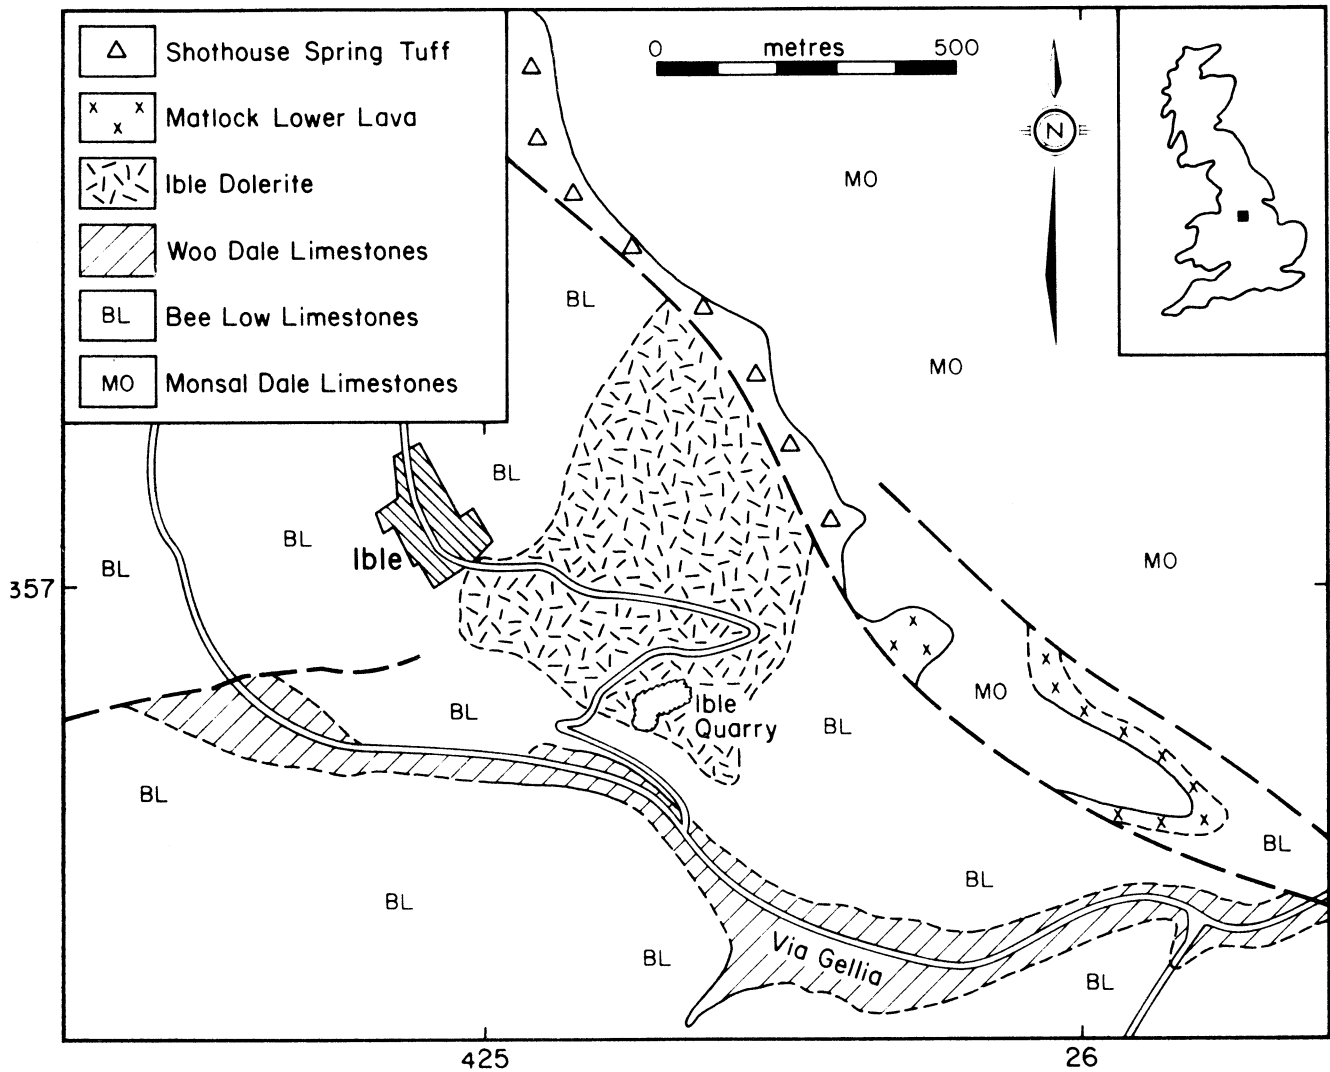 Shothouse Spring Tuff
Matlock Lower Lava
Ible Dolerite
Woo Dale Limestones
BL Bee Low Limestones
MO Monsal Dale Limestones
0 metres 500
N
MO
BL
MO
BL
BL
MO
Ible
BL
357
MO
BL
Ible
Quarry
BL
BL
BL
BL
BL
Via Gellia
BL
BL
425
26